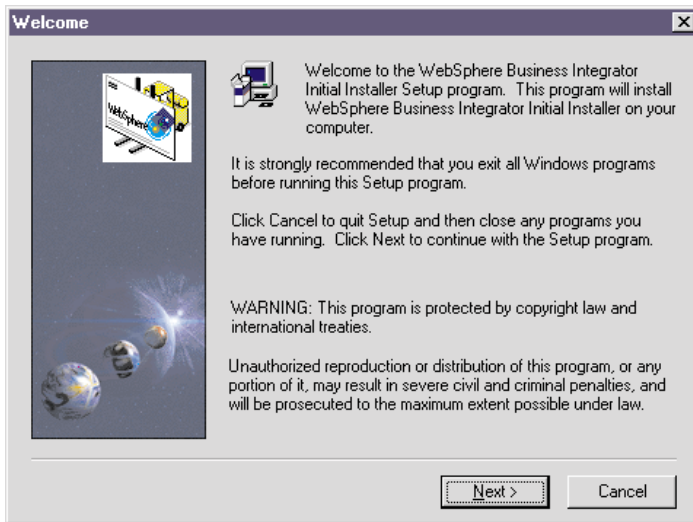 Welcome
WebSphere
Welcome to the WebSphere Business Integrator
Initial Installer Setup program. This program will install
WebSphere Business Integrator Initial Installer on your
computer.
It is strongly recommended that you exit all Windows programs
before running this Setup program.
Click Cancel to quit Setup and then close any programs you
have running. Click Next to continue with the Setup program.
WARNING: This program is protected by copyright law and
international treaties.
Unauthorized reproduction or distribution of this program, or any
portion of it, may result in severe civil and criminal penalties, and
will be prosecuted to the maximum extent possible under law.
Next >
Cancel